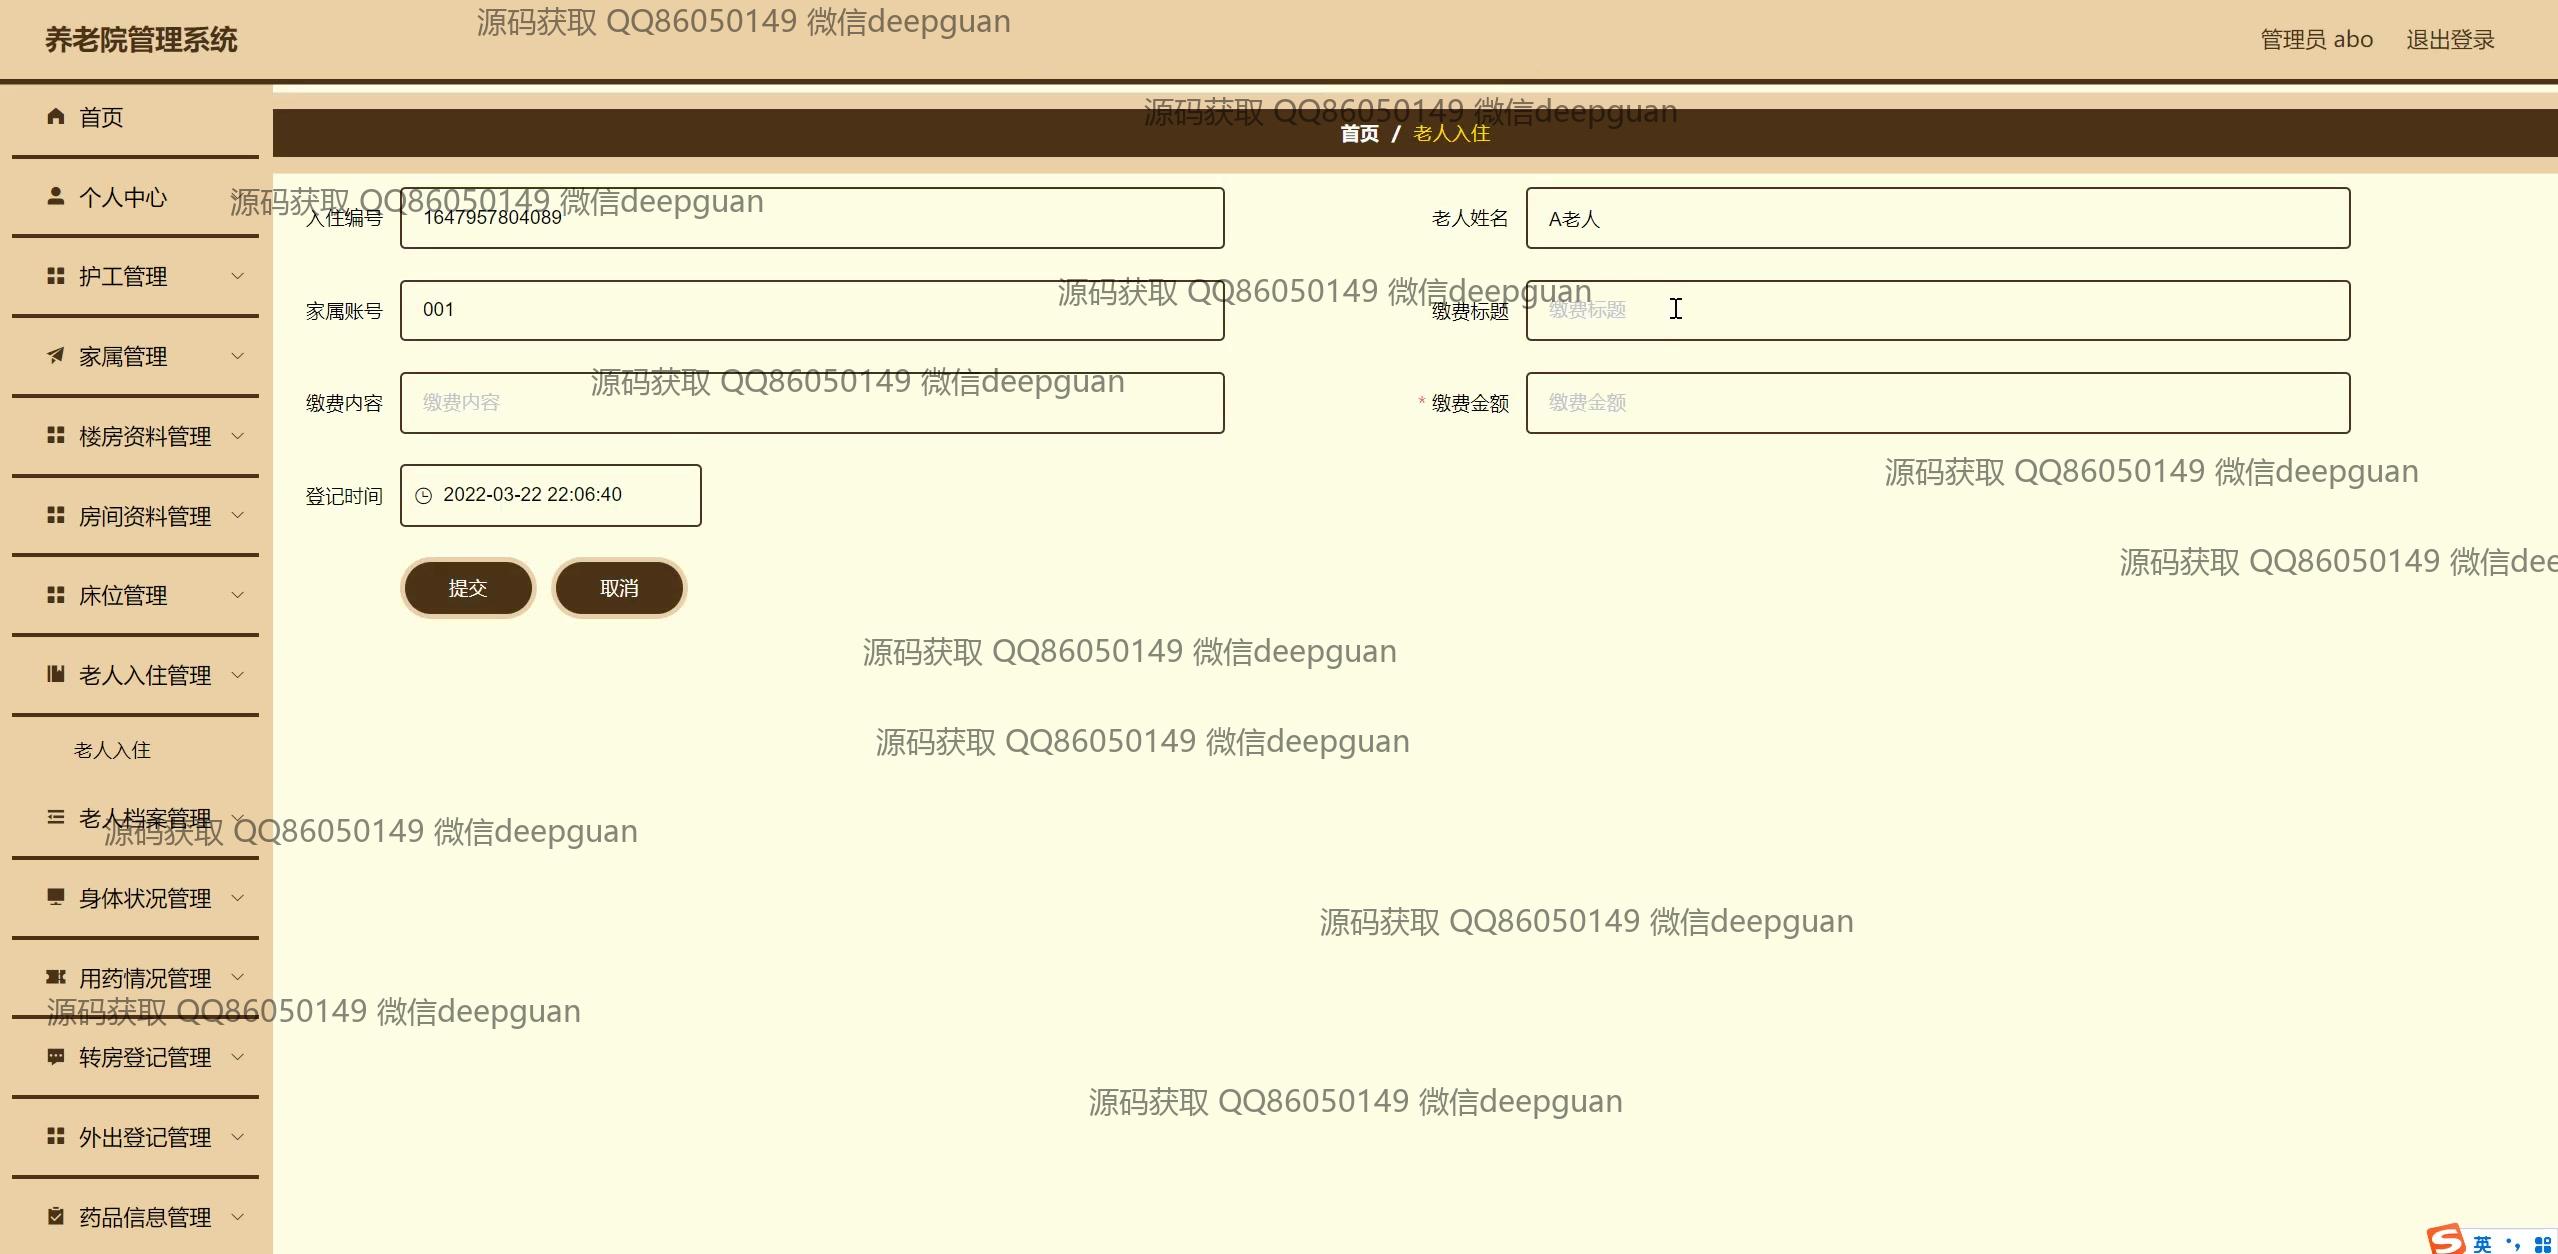 养老院管理系统
源码获取 QQ86050149 微信deepguan
管理员 abo
退出登录
首页
源码获取 QQ86050149 微信deepguan
首页 / 老人入住
个人中心
源码获取 QQ86050149 微信deepguan
入住编号 1647957804089
老人姓名 A老人
护工管理
源码获取 QQ86050149 微信deepguan
家属账号 001
缴费标题 缴费标题
家属管理
源码获取 QQ86050149 微信deepguan
缴费内容 缴费内容
* 缴费金额 缴费金额
楼房资料管理
源码获取 QQ86050149 微信deepguan
登记时间 2022-03-22 22:06:40
房间资料管理
源码获取 QQ86050149 微信dee
提交 取消
床位管理
源码获取 QQ86050149 微信deepguan
老人入住管理
源码获取 QQ86050149 微信deepguan
老人入住
老人档案管理
源码获取 QQ86050149 微信deepguan
身体状况管理
源码获取 QQ86050149 微信deepguan
用药情况管理
源码获取 QQ86050149 微信deepguan
转房登记管理
源码获取 QQ86050149 微信deepguan
外出登记管理
药品信息管理
英